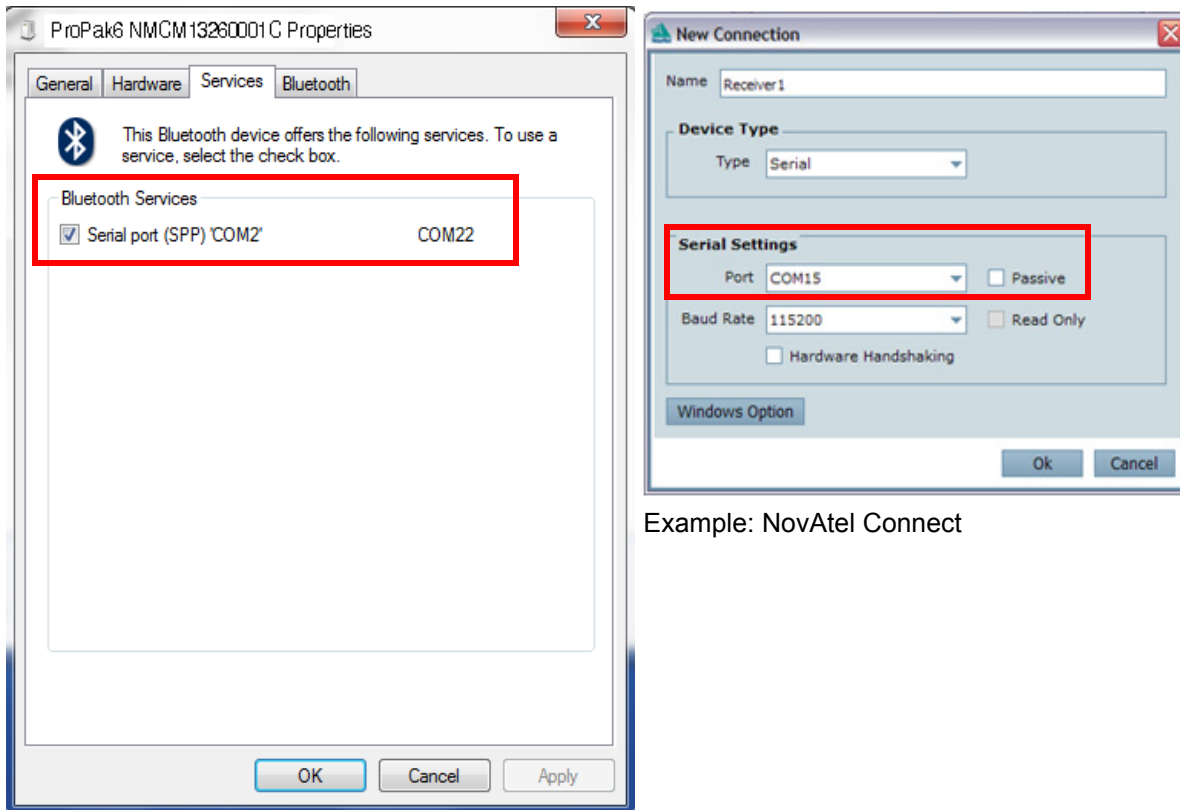 ProPak6 NMCM13260001C Properties
General Hardware Services Bluetooth
This Bluetooth device offers the following services. To use a
service, select the check box.
Bluetooth Services
Serial port (SPP) 'COM2' COM22
OK Cancel Apply
New Connection
Name Receiver1
Device Type
Type Serial
Serial Settings
Port COM15 Passive
Baud Rate 115200 Read Only
Hardware Handshaking
Windows Option
Ok Cancel
Example: NovAtel Connect